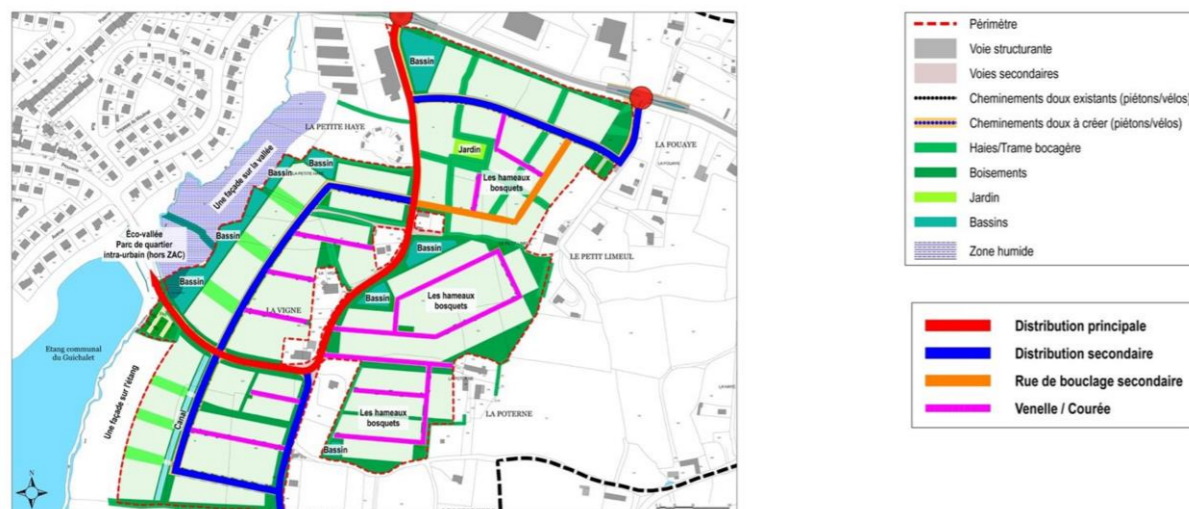 Bassin
LA PETITE HAYE
Jardin
LA FOUAYE
LA FOUAYE
Bassin
Bassin
Les hameaux
bosquets
Une façade sur la vallée
Éco-vallée
Parc de quartier
intra-urbain (hors ZAC)
Bassin
Bassin
LE PETIT LIMEUL
Bassin
Bassin
Les hameaux
bosquets
LA VIGNE
Etang communal
du Guichalet
Une façade sur l'étang
Canal
Les hameaux
bosquets
LA POTERNE
Bassin
N
Périmètre
Voie structurante
Voies secondaires
Cheminements doux existants (piétons/vélos)
Cheminements doux à créer (piétons/vélos)
Haies/Trame bocagère
Boisements
Jardin
Bassins
Zone humide
Distribution principale
Distribution secondaire
Rue de bouclage secondaire
Venelle / Courée